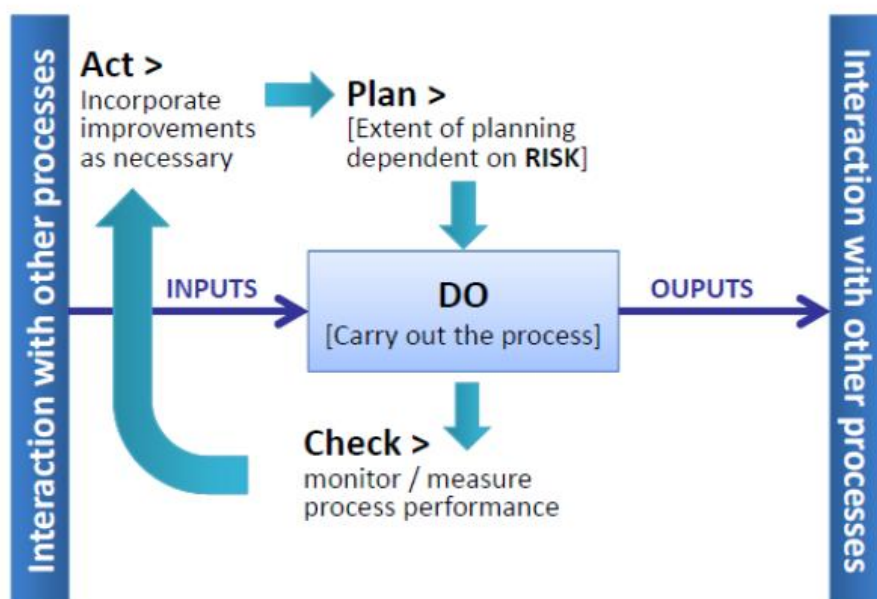 Interaction with other processes
Act >
Incorporate
improvements
as necessary
Plan >
[Extent of planning
dependent on RISK]
INPUTS
DO
[Carry out the process]
OUPUTS
Check >
monitor / measure
process performance
Interaction with other processes